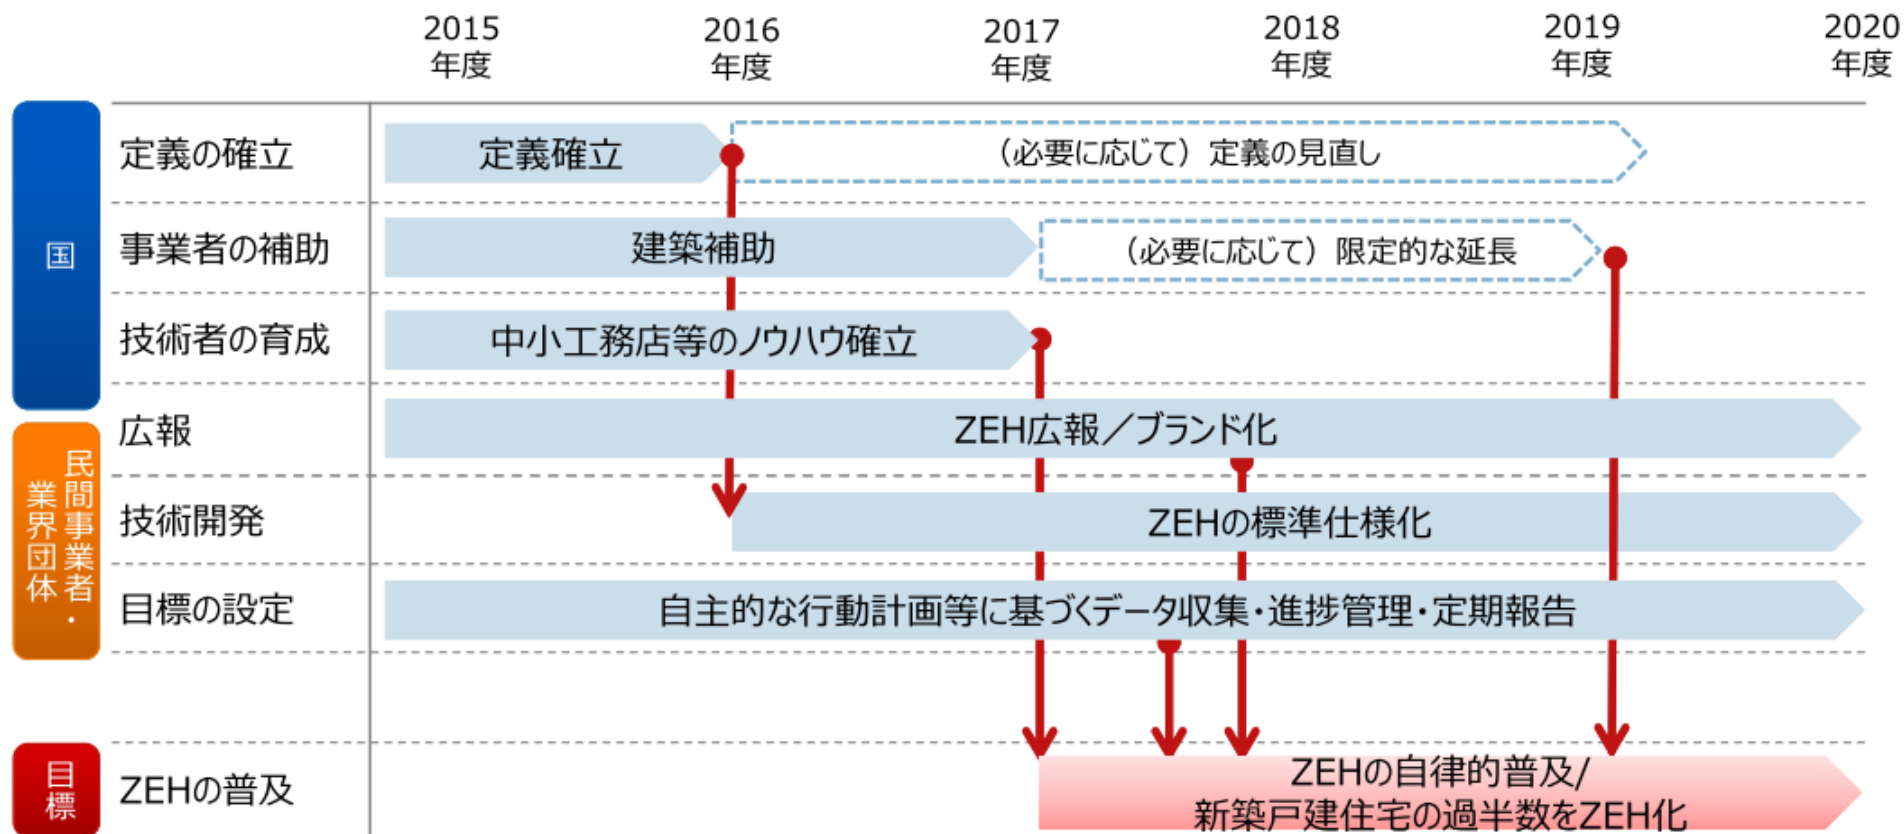 2015
年度
2016
年度
2017
年度
2018
年度
2019
年度
2020
年度
国
定義の確立
定義確立
（必要に応じて）定義の見直し
事業者の補助
建築補助
（必要に応じて）限定的な延長
技術者の育成
中小工務店等のノウハウ確立
民間事業者・
業界団体
広報
ZEH広報／ブランド化
技術開発
ZEHの標準仕様化
目標の設定
自主的な行動計画等に基づくデータ収集・進捗管理・定期報告
目標
ZEHの普及
ZEHの自律的普及/
新築戸建住宅の過半数をZEH化